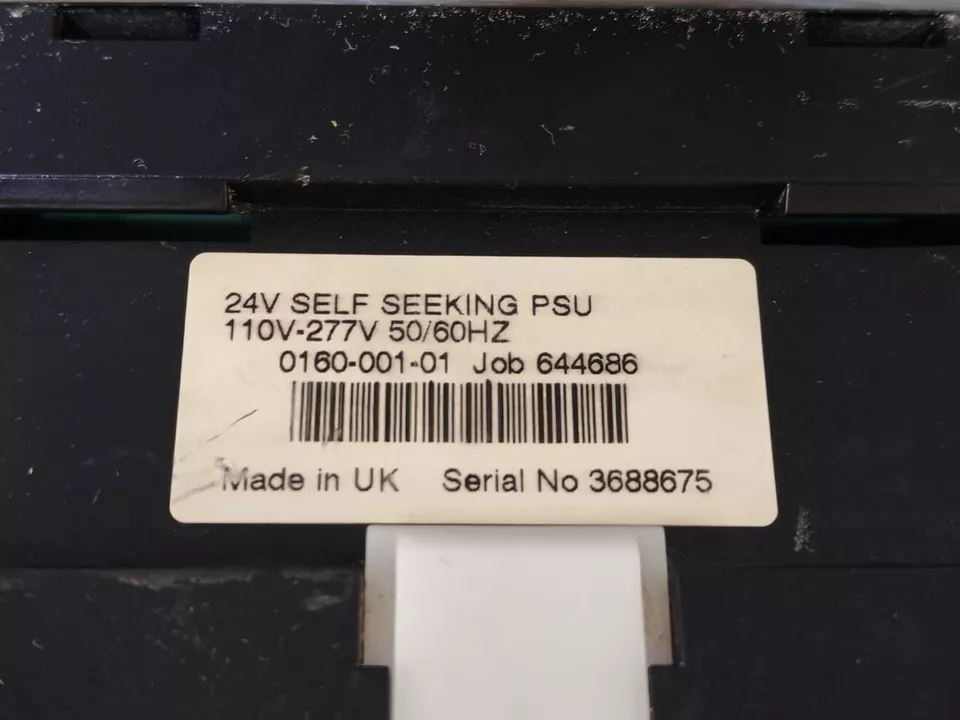 24V SELF SEEKING PSU
110V-277V 50/60HZ
0160-001-01 Job 644686
Made in UK Serial No 3688675